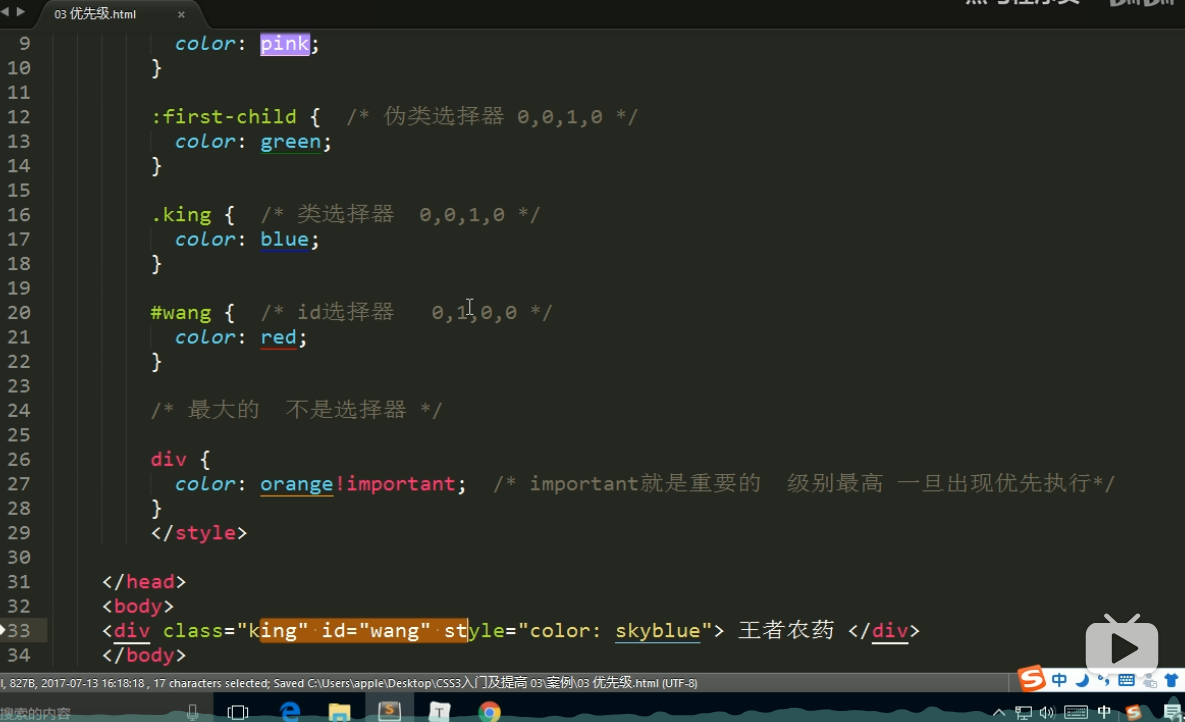 03 优先级.html ×
9 color: pink;
10 }
11
12 :first-child { /* 伪类选择器 0,0,1,0 */
13 color: green;
14 }
15
16 .king { /* 类选择器 0,0,1,0 */
17 color: blue;
18 }
19
20 #wang { /* id选择器 0,1,0,0 */
21 color: red;
22 }
23
24 /* 最大的 不是选择器 */
25
26 div {
27 color: orange!important; /* important就是重要的 级别最高 一旦出现优先执行*/
28 }
29 </style>
30
31 </head>
32 <body>
33 <div class="king" id="wang" style="color: skyblue"> 王者农药 </div>
34 </body>
l, 827B, 2017-07-13 16:18:18 , 17 characters selected; Saved C:\Users\apple\Desktop\CSS3入门及提高 03\案例\03 优先级.html (UTF-8)
S 中
搜索的内容
S T
中 S